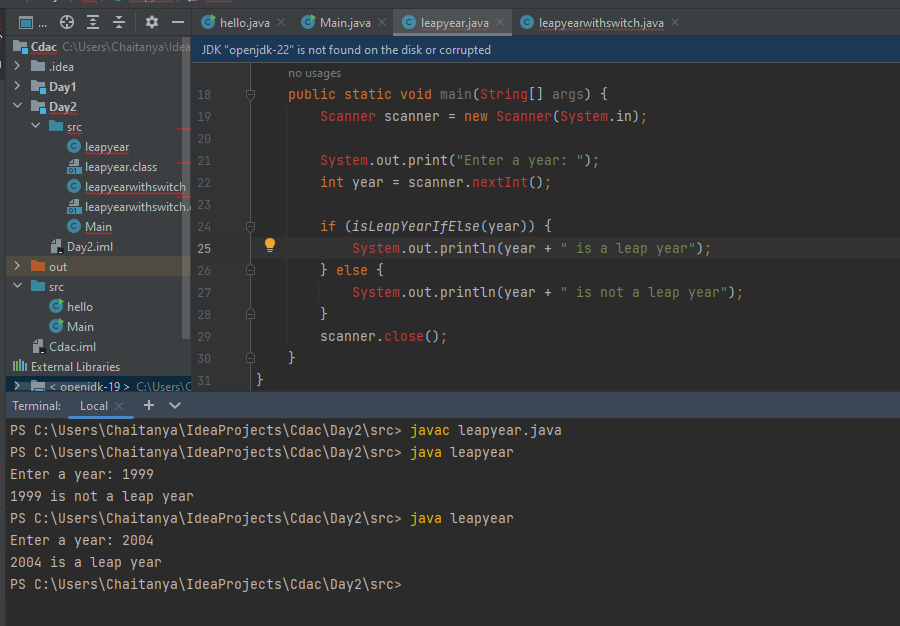 ...
hello.java
Main.java
leapyear.java
leapyearwithswitch.java
Cdac C:\Users\Chaitanya\Idea
JDK "openjdk-22" is not found on the disk or corrupted
.idea
Day1
Day2
src
leapyear
leapyear.class
leapyearwithswitch
leapyearwithswitch.
Main
Day2.iml
out
src
hello
Main
Cdac.iml
External Libraries
< openjdk-19 > C:\Users\C
no usages
18 public static void main(String[] args) {
19 Scanner scanner = new Scanner(System.in);
20
21 System.out.print("Enter a year: ");
22 int year = scanner.nextInt();
23
24 if (isLeapYearIfElse(year)) {
25 System.out.println(year + " is a leap year");
26 } else {
27 System.out.println(year + " is not a leap year");
28 }
29 scanner.close();
30 }
31 }
Terminal: Local
PS C:\Users\Chaitanya\IdeaProjects\Cdac\Day2\src> javac leapyear.java
PS C:\Users\Chaitanya\IdeaProjects\Cdac\Day2\src> java leapyear
Enter a year: 1999
1999 is not a leap year
PS C:\Users\Chaitanya\IdeaProjects\Cdac\Day2\src> java leapyear
Enter a year: 2004
2004 is a leap year
PS C:\Users\Chaitanya\IdeaProjects\Cdac\Day2\src>